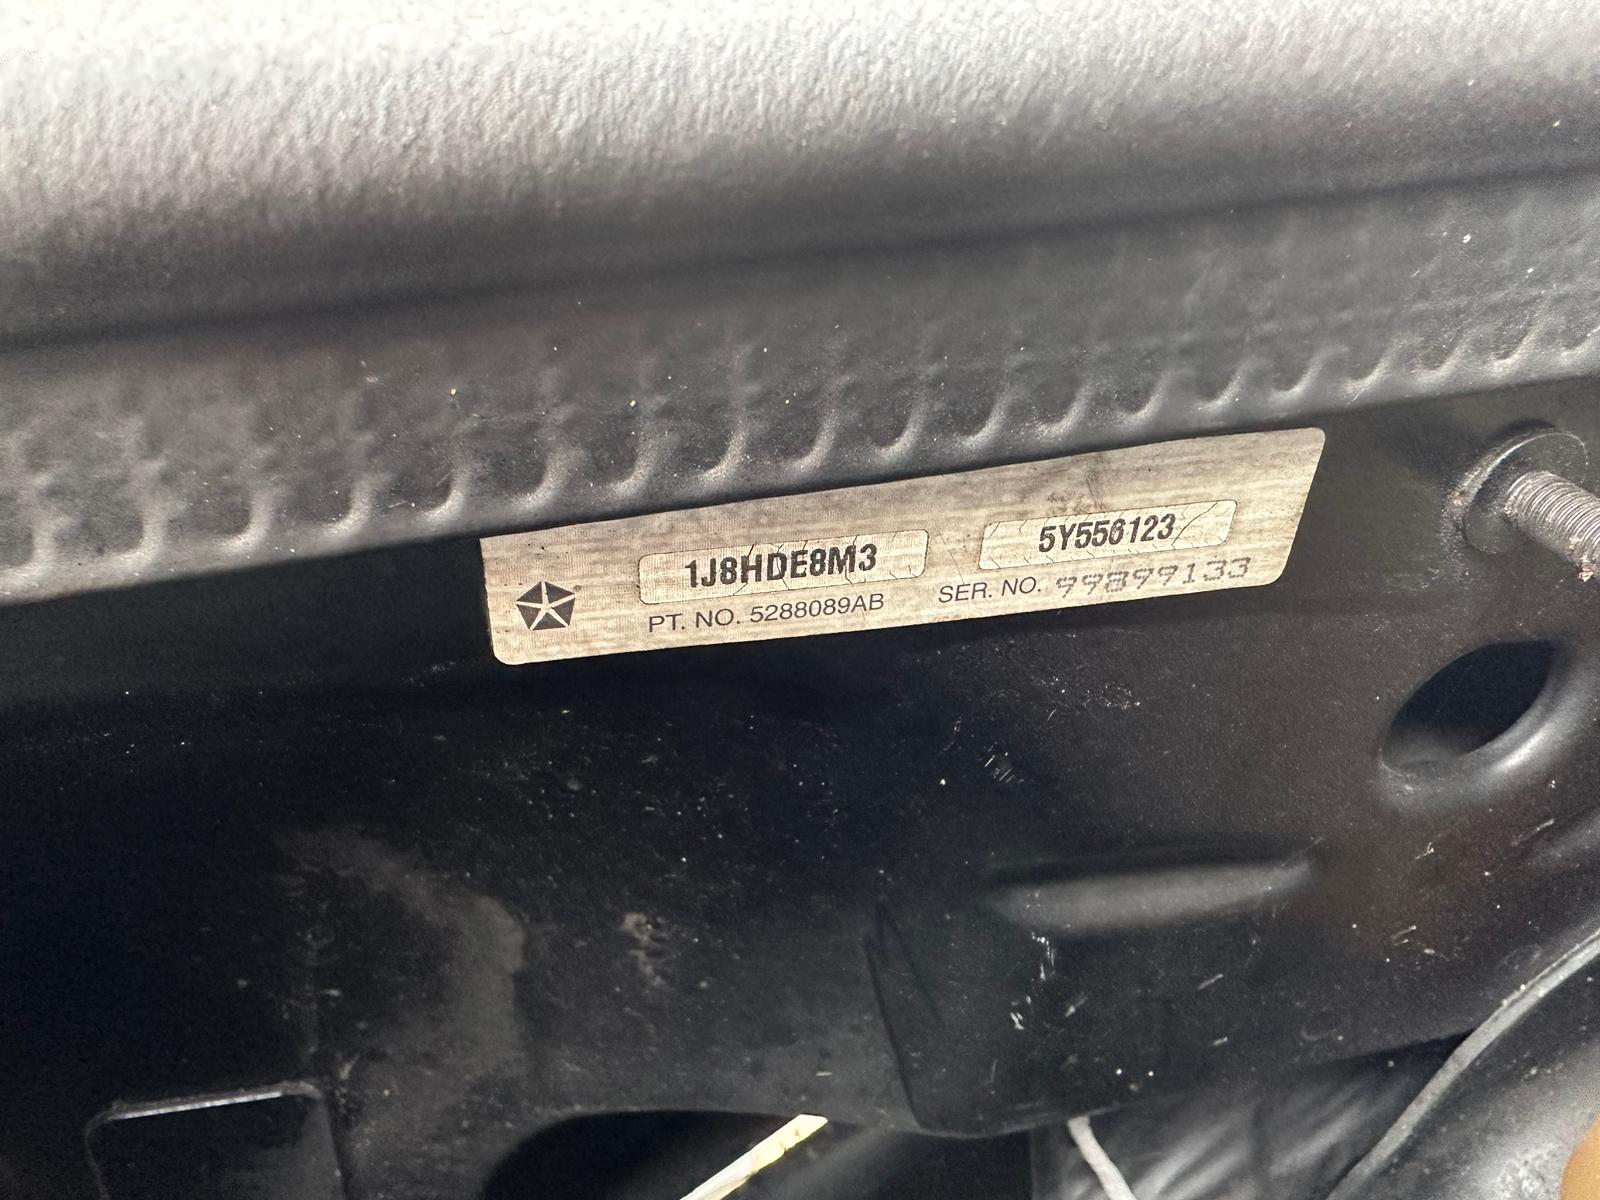 1J8HDE8M3 5Y556123
PT. NO. 5288089AB SER. NO. 99899133